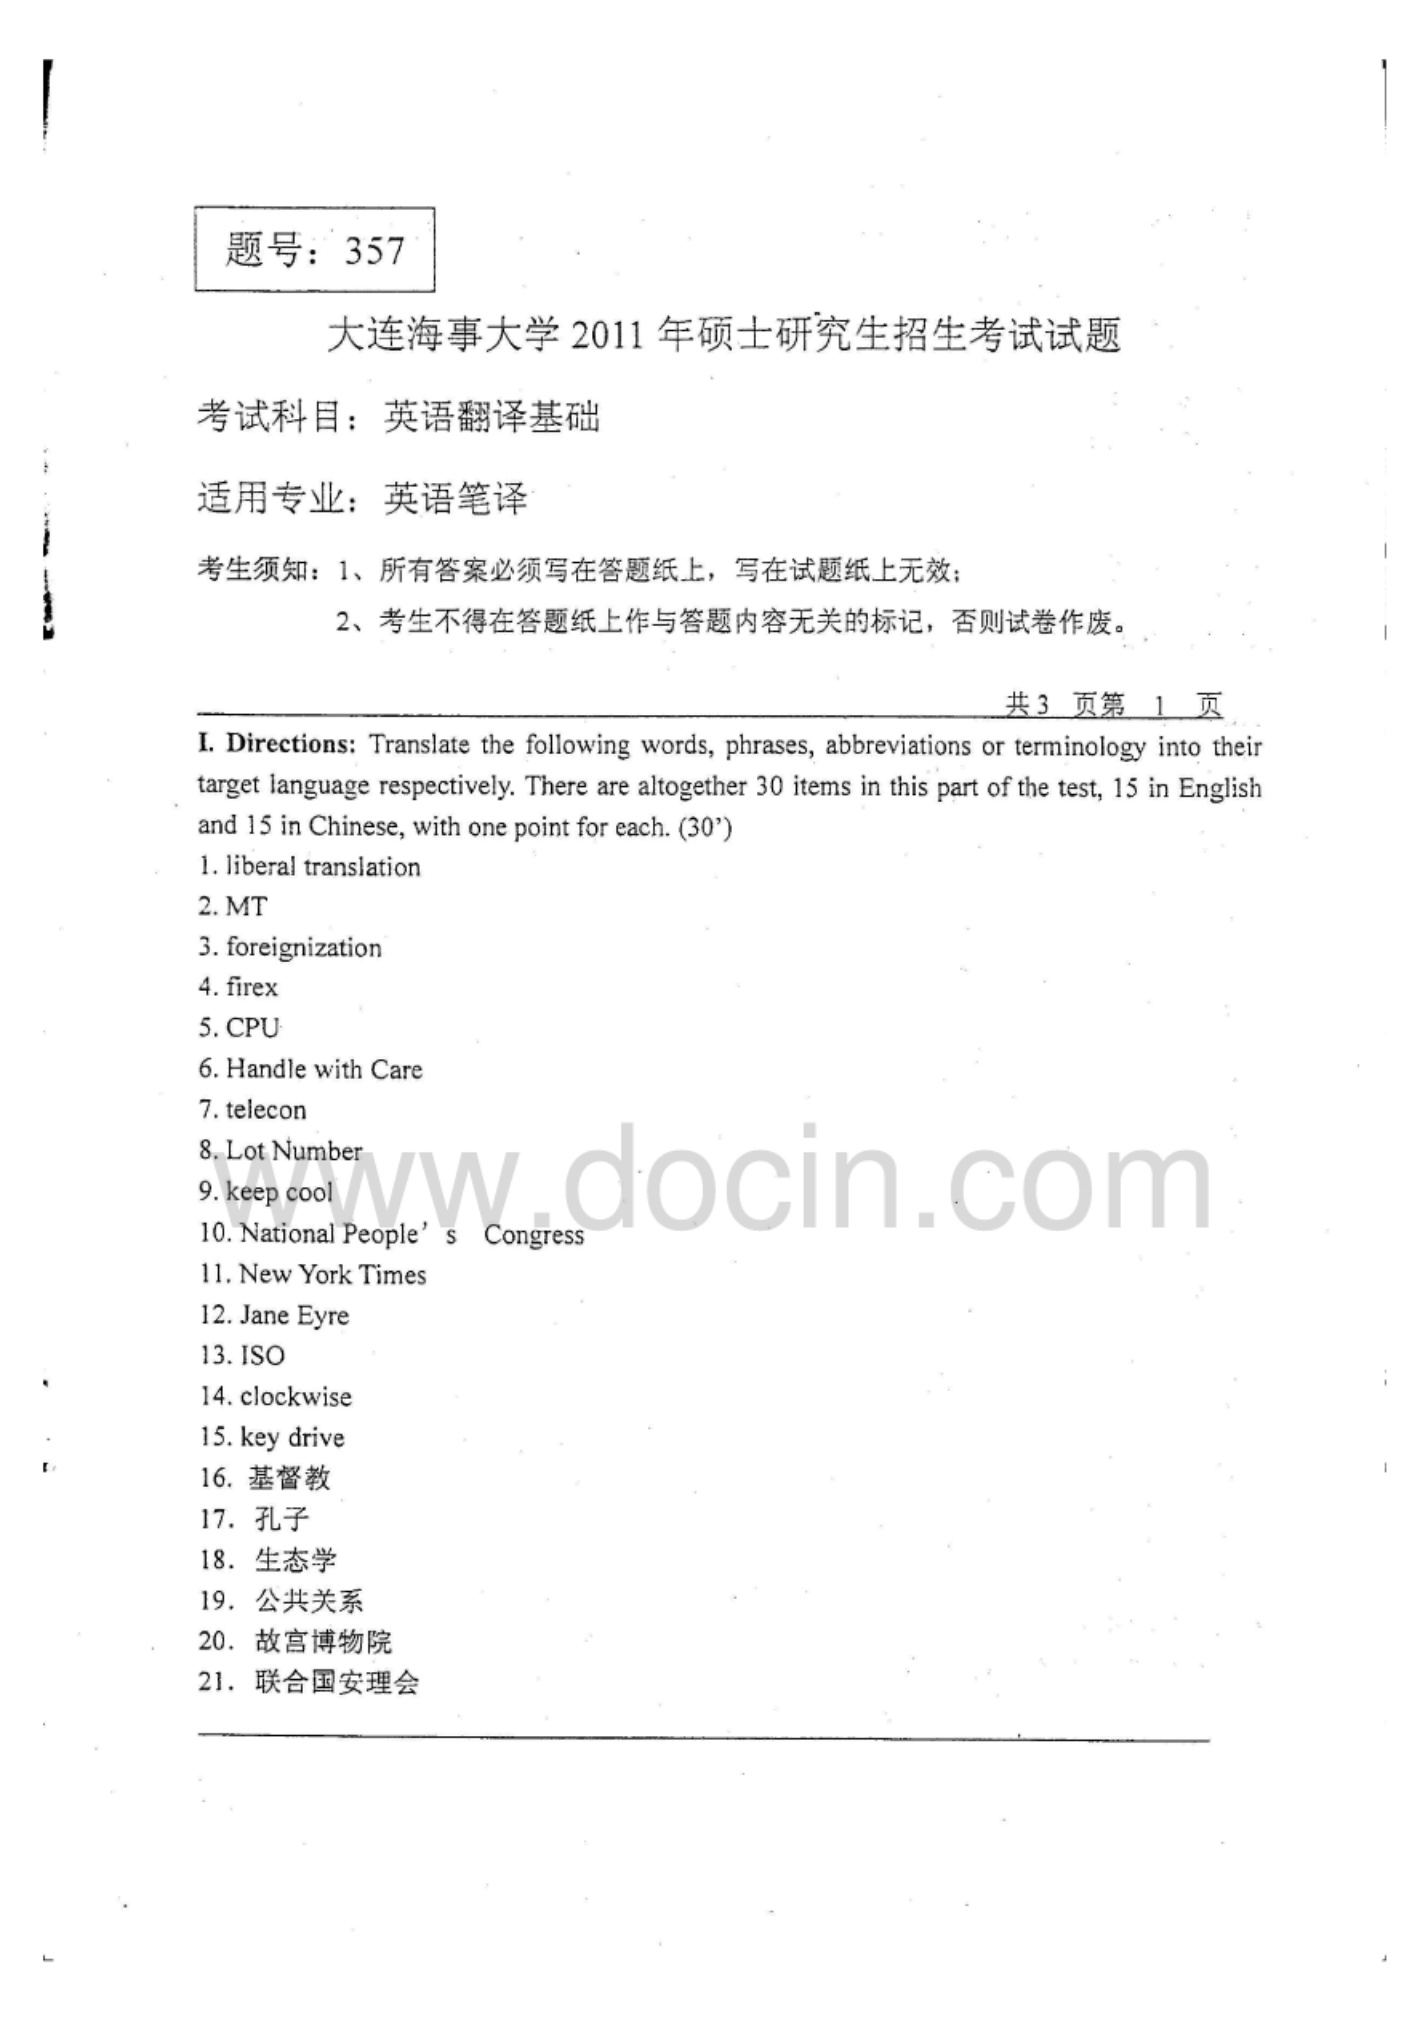 题号：357
大连海事大学 2011 年硕士研究生招生考试试题
考试科目：英语翻译基础
适用专业：英语笔译
考生须知：1、所有答案必须写在答题纸上，写在试题纸上无效；
2、考生不得在答题纸上作与答题内容无关的标记，否则试卷作废。
共 3 页第 1 页
I. Directions: Translate the following words, phrases, abbreviations or terminology into their
target language respectively. There are altogether 30 items in this part of the test, 15 in English
and 15 in Chinese, with one point for each. (30’)
1. liberal translation
2. MT
3. foreignization
4. firex
5. CPU
6. Handle with Care
7. telecon
8. Lot Number
9. keep cool
www.docin.com
10. National People’s Congress
11. New York Times
12. Jane Eyre
13. ISO
14. clockwise
15. key drive
16. 基督教
17. 孔子
18. 生态学
19. 公共关系
20. 故宫博物院
21. 联合国安理会